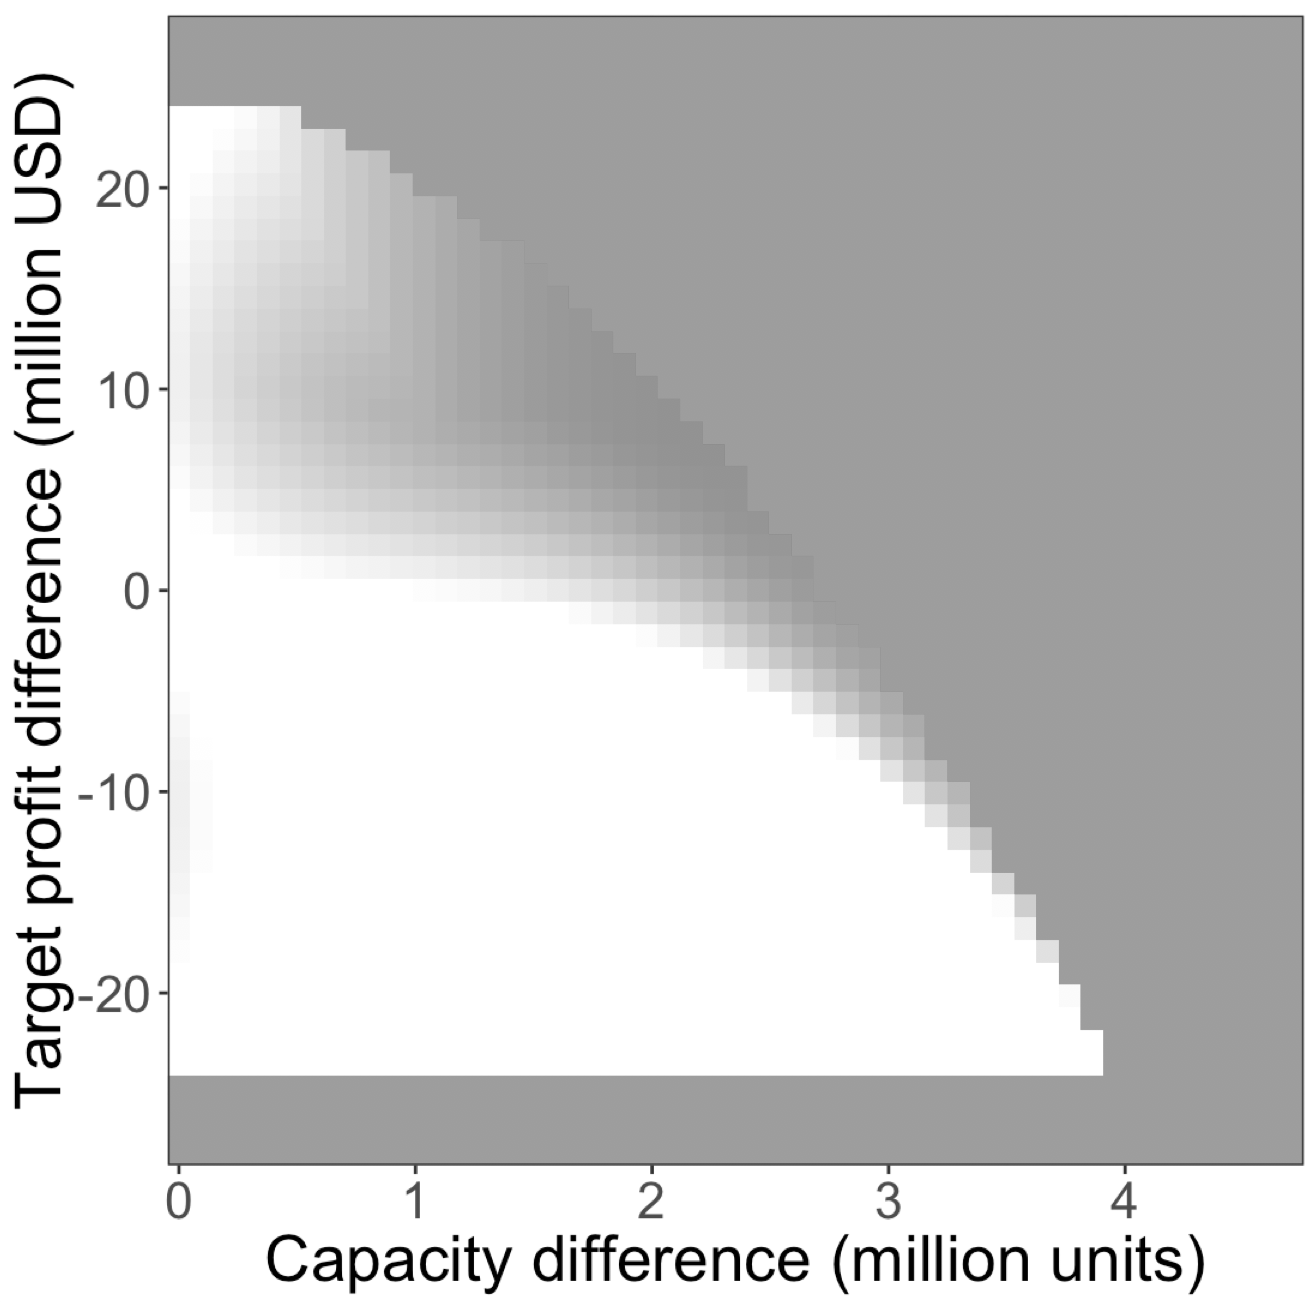 Target profit difference (million USD)
20
10
0
-10
-20
0 1 2 3 4
Capacity difference (million units)